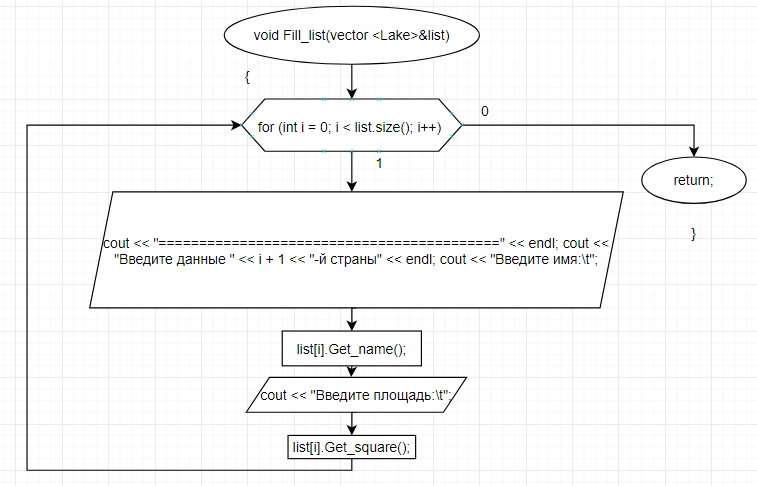 void Fill_list(vector <Lake>&list)
{
0
for (int i = 0; i < list.size(); i++)
1
return;
}
cout << "==========================================" << endl; cout <<
"Введите данные " << i + 1 << "-й страны" << endl; cout << "Введите имя:\t";
list[i].Get_name();
cout << "Введите площадь:\t";
list[i].Get_square();